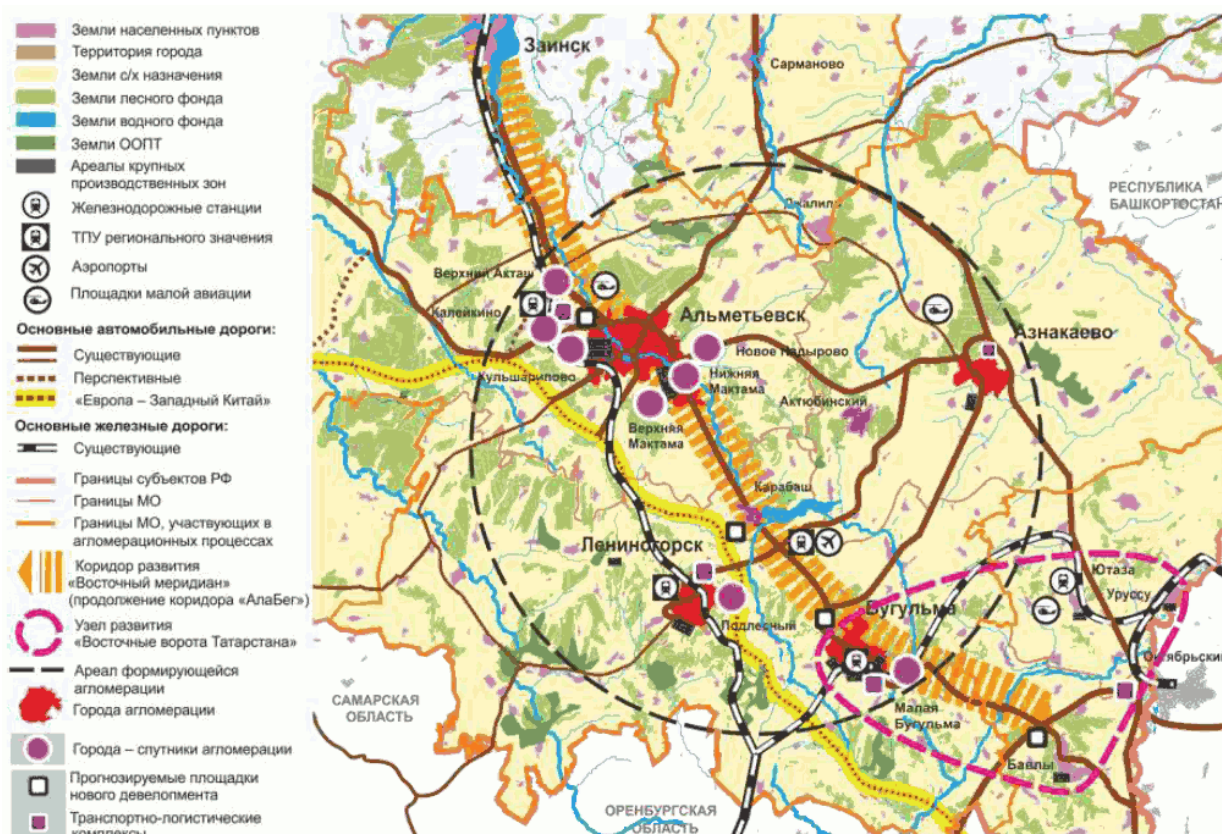 Земли населенных пунктов
Территория города
Земли с/х назначения
Земли лесного фонда
Земли водного фонда
Земли ООПТ
Ареалы крупных
производственных зон
Железнодорожные станции
ТПУ регионального значения
Аэропорты
Площадки малой авиации
Основные автомобильные дороги:
Существующие
Перспективные
«Европа – Западный Китай»
Основные железные дороги:
Существующие
Границы субъектов РФ
Границы МО
Границы МО, участвующих в
агломерационных процессах
Коридор развития
«Восточный меридиан»
(продолжение коридора «АлаБег»)
Узел развития
«Восточные ворота Татарстана»
Ареал формирующейся
агломерации
Города агломерации
Города – спутники агломерации
Прогнозируемые площадки
нового девелопмента
Транспортно-логистические
комплексы
Заинск
Сарманово
РЕСПУБЛИКА
БАШКОРТОСТАН
Джалиль
Верхний Акташ
Калейкино
Альметьевск
Азнакаево
Новое Надырово
Кульшарипово
Нижняя
Мактама
Актюбинский
Верхняя
Мактама
Карабаш
Лениногорск
Ютаза
Уруссу
Бугульма
Подлесный
Октябрьский
САМАРСКАЯ
ОБЛАСТЬ
Малая
Бугульма
Бавлы
ОРЕНБУРГСКАЯ
ОБЛАСТЬ